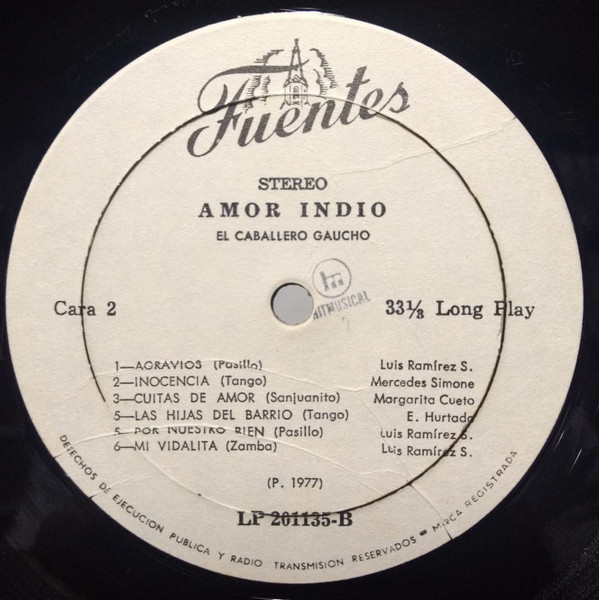 Fuentes
STEREO
AMOR INDIO
EL CABALLERO GAUCHO
Cara 2
33⅓ Long Play
HITMUSICAL
1—AGRAVIOS (Pasillo) Luis Ramírez S.
2—INOCENCIA (Tango) Mercedes Simone
3—CUITAS DE AMOR (Sanjuanito) Margarita Cueto
5—LAS HIJAS DEL BARRIO (Tango) E. Hurtado
5 POR NUESTRO BIEN (Pasillo) Luis Ramírez S.
6—MI VIDALITA (Zamba) Luis Ramírez S.
(P. 1977)
LP 201135-B
DETECHOS DE EJECUCION PUBLICA Y RADIO TRANSMISION RESERVADOS - MARCA REGISTRADA